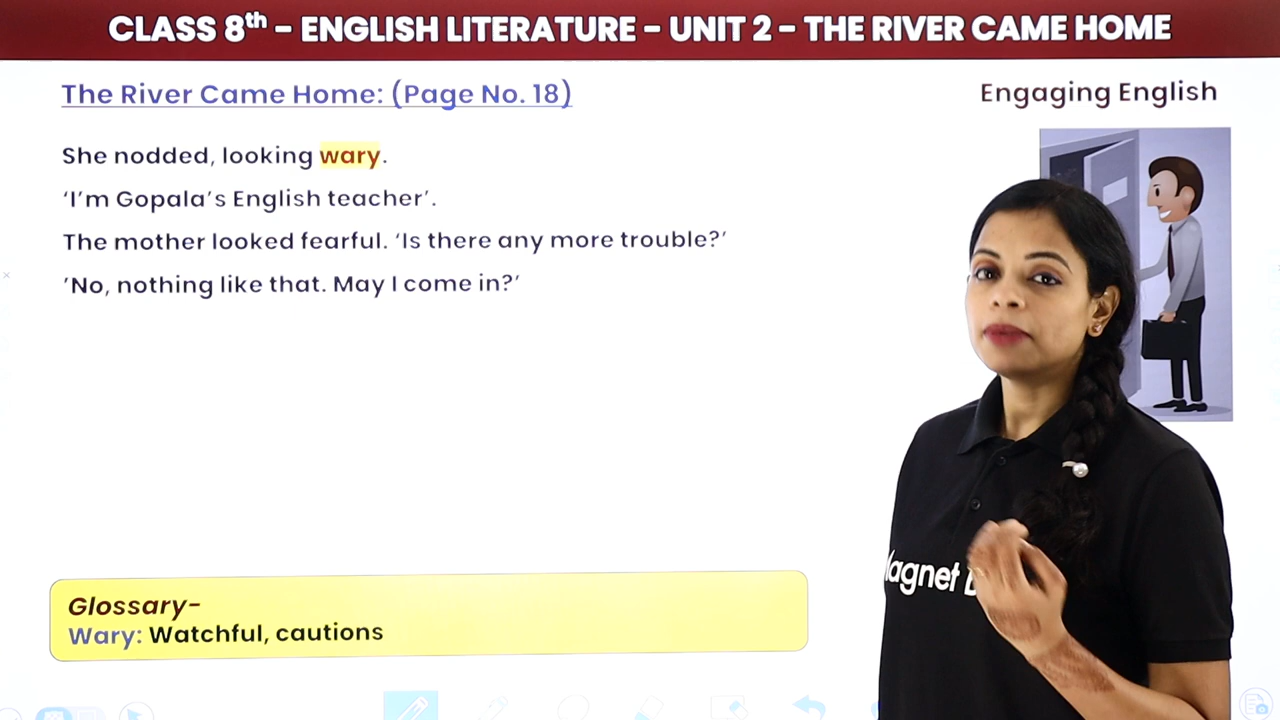 CLASS 8th – ENGLISH LITERATURE – UNIT 2 – THE RIVER CAME HOME
The River Came Home: (Page No. 18)
Engaging English
She nodded, looking wary.
‘I’m Gopala’s English teacher’.
The mother looked fearful. ‘Is there any more trouble?’
’No, nothing like that. May I come in?’
Glossary-
Wary: Watchful, cautions